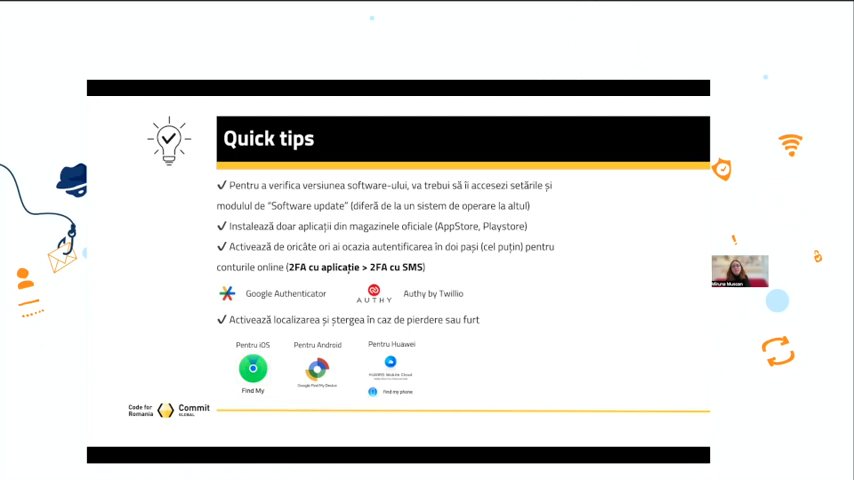 Quick tips
✓ Pentru a verifica versiunea software-ului, va trebui să îi accesezi setările și
modulul de “Software update” (diferă de la un sistem de operare la altul)
✓ Instalează doar aplicații din magazinele oficiale (AppStore, Playstore)
✓ Activează de oricâte ori ai ocazia autentificarea în doi pași (cel puțin) pentru
conturile online (2FA cu aplicație > 2FA cu SMS)
Google Authenticator
AUTHY
Authy by Twillio
✓ Activează localizarea și ștergea în caz de pierdere sau furt
Pentru iOS
Pentru Android
Pentru Huawei
Find My
Google Find My Device
HUAWEI Mobile Cloud
Find my phone
Code for
Romania
Commit
GLOBAL